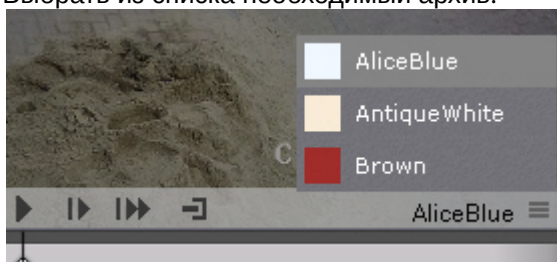 Выбрать из списка необходимый архив.
AliceBlue
AntiqueWhite
C
Brown
AliceBlue